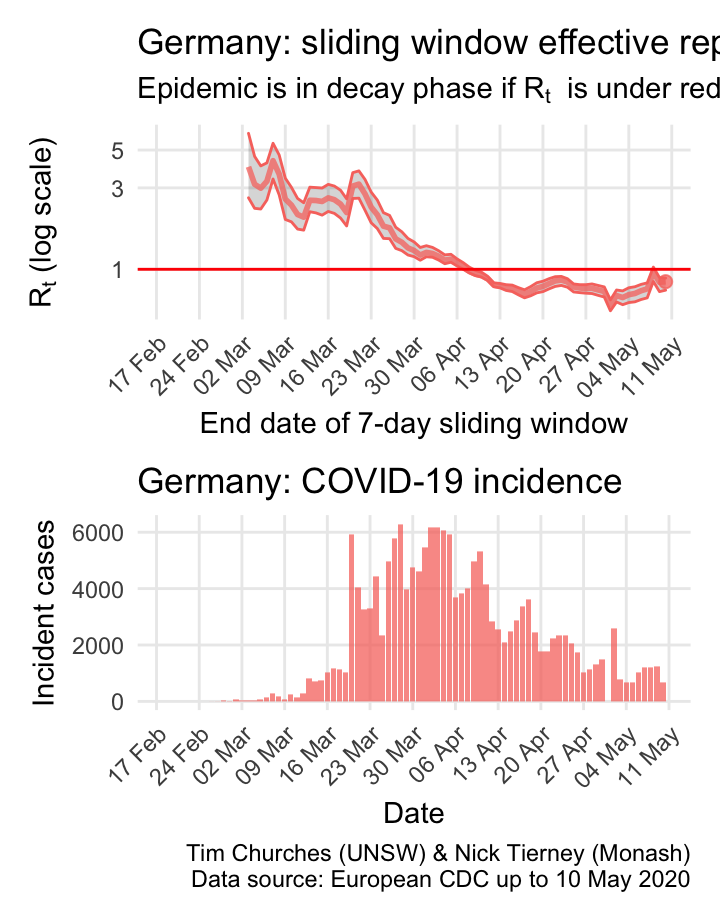 Germany: sliding window effective rep
Epidemic is in decay phase if Rt is under red
5
3
1
Rt (log scale)
17 Feb
24 Feb
02 Mar
09 Mar
16 Mar
23 Mar
30 Mar
06 Apr
13 Apr
20 Apr
27 Apr
04 May
11 May
End date of 7-day sliding window
Germany: COVID-19 incidence
6000
4000
2000
0
Incident cases
17 Feb
24 Feb
02 Mar
09 Mar
16 Mar
23 Mar
30 Mar
06 Apr
13 Apr
20 Apr
27 Apr
04 May
11 May
Date
Tim Churches (UNSW) & Nick Tierney (Monash)
Data source: European CDC up to 10 May 2020